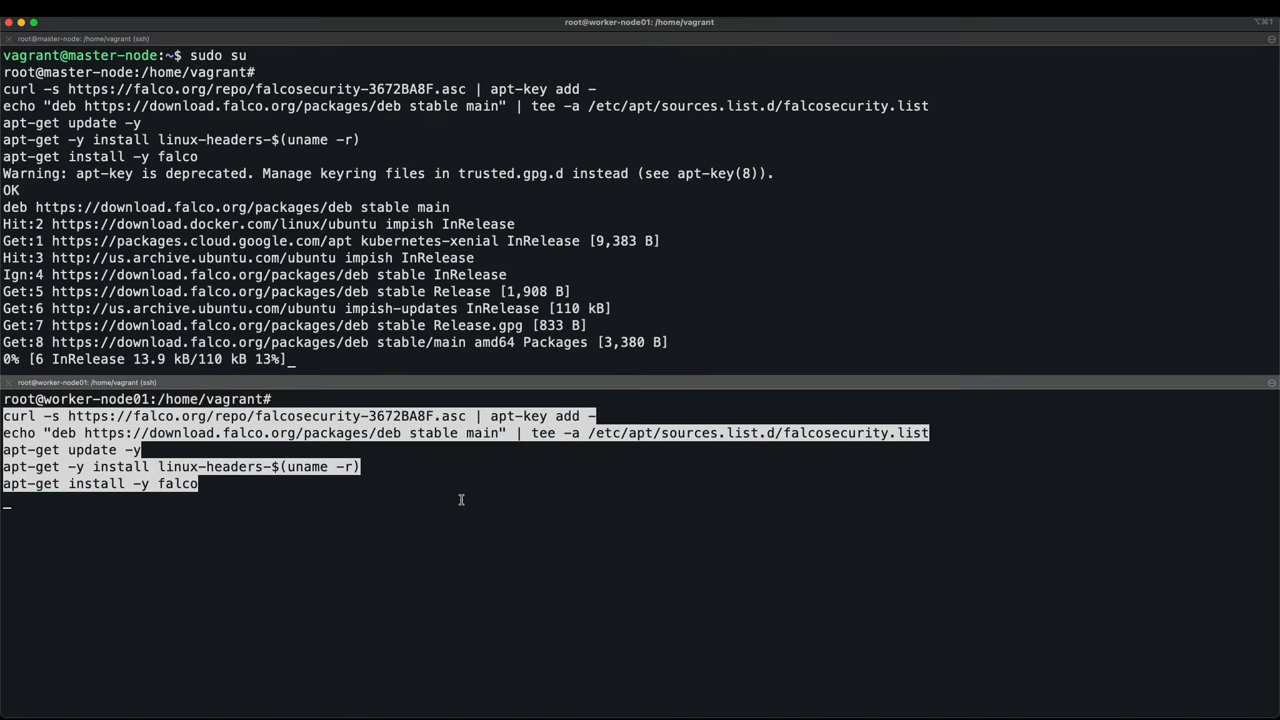 root@worker-node01: /home/vagrant
⌥⌘1
root@master-node: /home/vagrant (ssh)
vagrant@master-node:~$ sudo su
root@master-node:/home/vagrant#
curl -s https://falco.org/repo/falcosecurity-3672BA8F.asc | apt-key add -
echo "deb https://download.falco.org/packages/deb stable main" | tee -a /etc/apt/sources.list.d/falcosecurity.list
apt-get update -y
apt-get -y install linux-headers-$(uname -r)
apt-get install -y falco
Warning: apt-key is deprecated. Manage keyring files in trusted.gpg.d instead (see apt-key(8)).
OK
deb https://download.falco.org/packages/deb stable main
Hit:2 https://download.docker.com/linux/ubuntu impish InRelease
Get:1 https://packages.cloud.google.com/apt kubernetes-xenial InRelease [9,383 B]
Hit:3 http://us.archive.ubuntu.com/ubuntu impish InRelease
Ign:4 https://download.falco.org/packages/deb stable InRelease
Get:5 https://download.falco.org/packages/deb stable Release [1,908 B]
Get:6 http://us.archive.ubuntu.com/ubuntu impish-updates InRelease [110 kB]
Get:7 https://download.falco.org/packages/deb stable Release.gpg [833 B]
Get:8 https://download.falco.org/packages/deb stable/main amd64 Packages [3,380 B]
0% [6 InRelease 13.9 kB/110 kB 13%]_
root@worker-node01: /home/vagrant (ssh)
root@worker-node01:/home/vagrant#
curl -s https://falco.org/repo/falcosecurity-3672BA8F.asc | apt-key add -
echo "deb https://download.falco.org/packages/deb stable main" | tee -a /etc/apt/sources.list.d/falcosecurity.list
apt-get update -y
apt-get -y install linux-headers-$(uname -r)
apt-get install -y falco
_